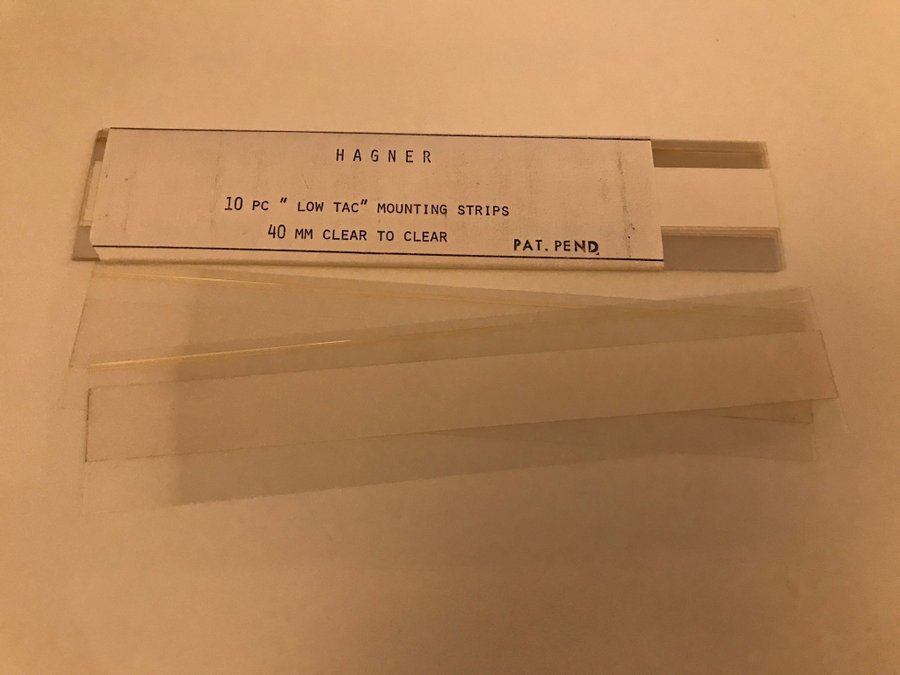 HAGNER
10 PC " LOW TAC" MOUNTING STRIPS
40 MM CLEAR TO CLEAR
PAT. PEND.